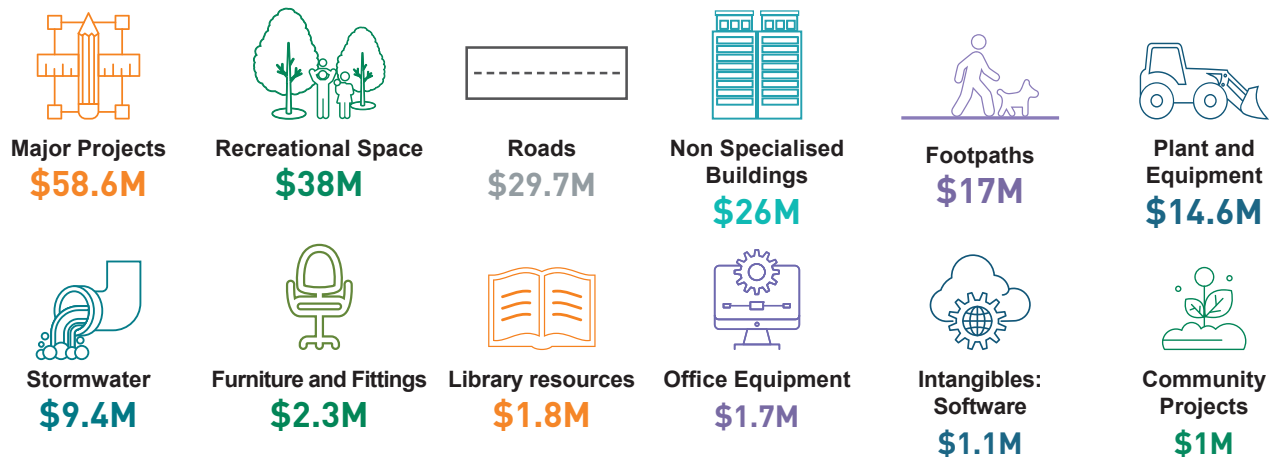 Major Projects
$58.6M
Recreational Space
$38M
Roads
$29.7M
Non Specialised
Buildings
$26M
Footpaths
$17M
Plant and
Equipment
$14.6M
Stormwater
$9.4M
Furniture and Fittings
$2.3M
Library resources
$1.8M
Office Equipment
$1.7M
Intangibles:
Software
$1.1M
Community
Projects
$1M